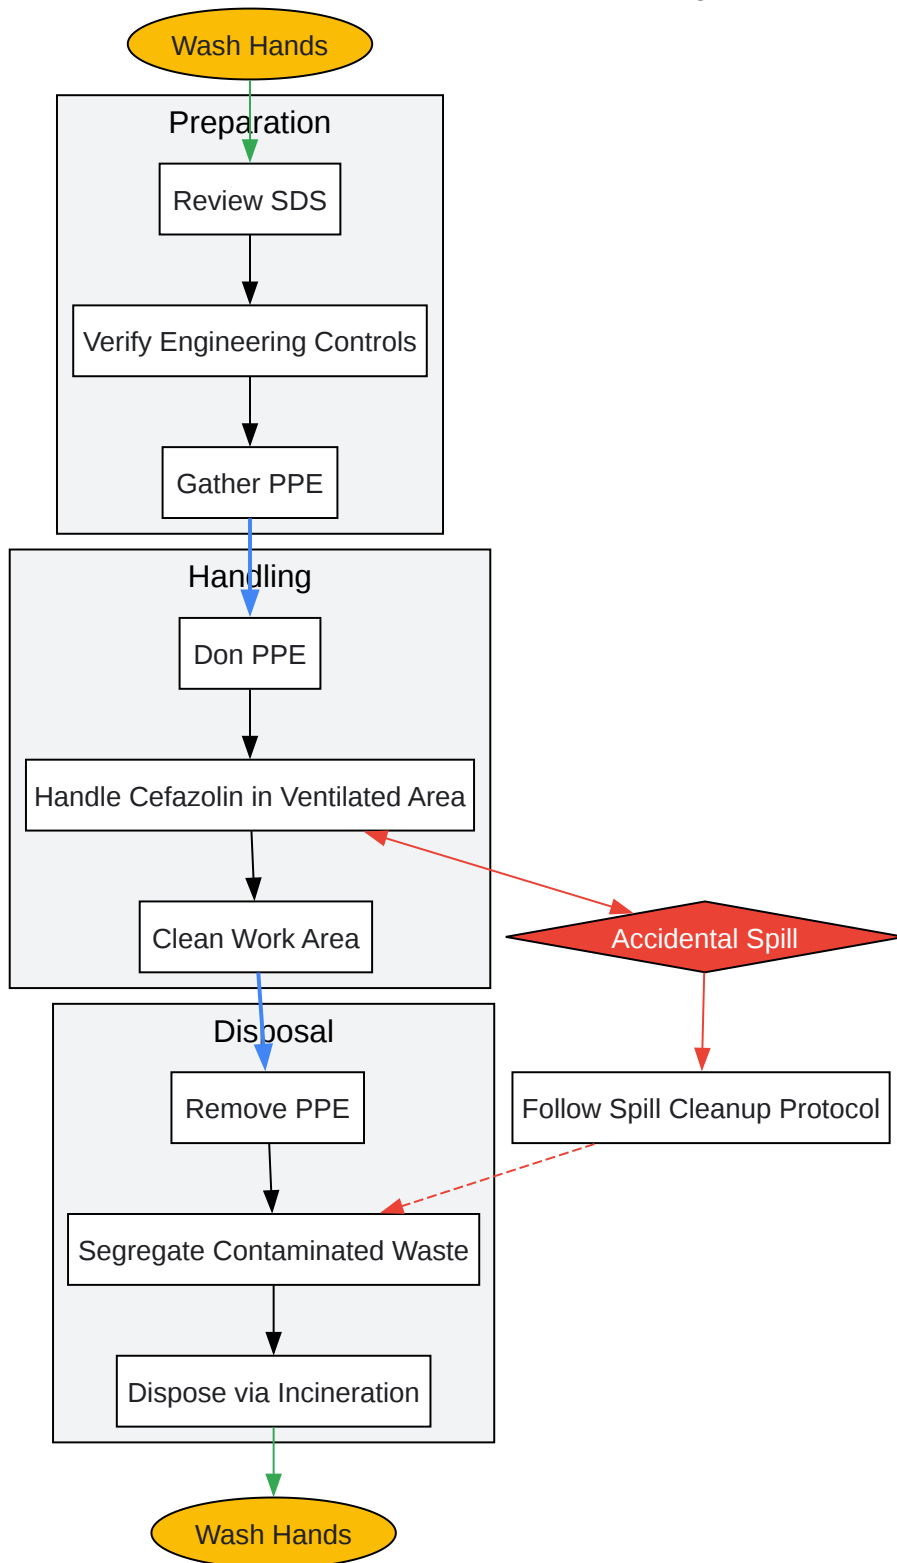 Wash Hands
Preparation
Review SDS
Verify Engineering Controls
Gather PPE
Handling
Don PPE
Handle Cefazolin in Ventilated Area
Clean Work Area
Accidental Spill
Disposal
Remove PPE
Follow Spill Cleanup Protocol
Segregate Contaminated Waste
Dispose via Incineration
Wash Hands